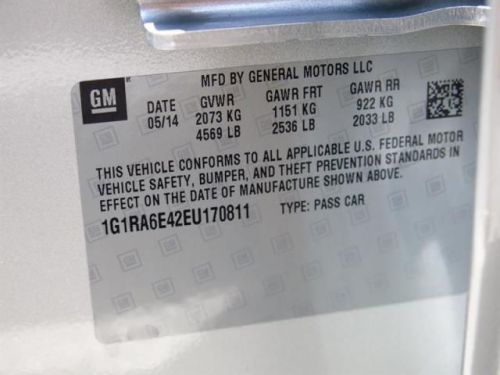 GM
MFD BY GENERAL MOTORS LLC
DATE GVWR GAWR FRT GAWR RR
05/14 2073 KG 1151 KG 922 KG
4569 LB 2536 LB 2033 LB
THIS VEHICLE CONFORMS TO ALL APPLICABLE U.S. FEDERAL MOTOR
VEHICLE SAFETY, BUMPER, AND THEFT PREVENTION STANDARDS IN
EFFECT ON THE DATE OF MANUFACTURE SHOWN ABOVE.
1G1RA6E42EU170811 TYPE: PASS CAR